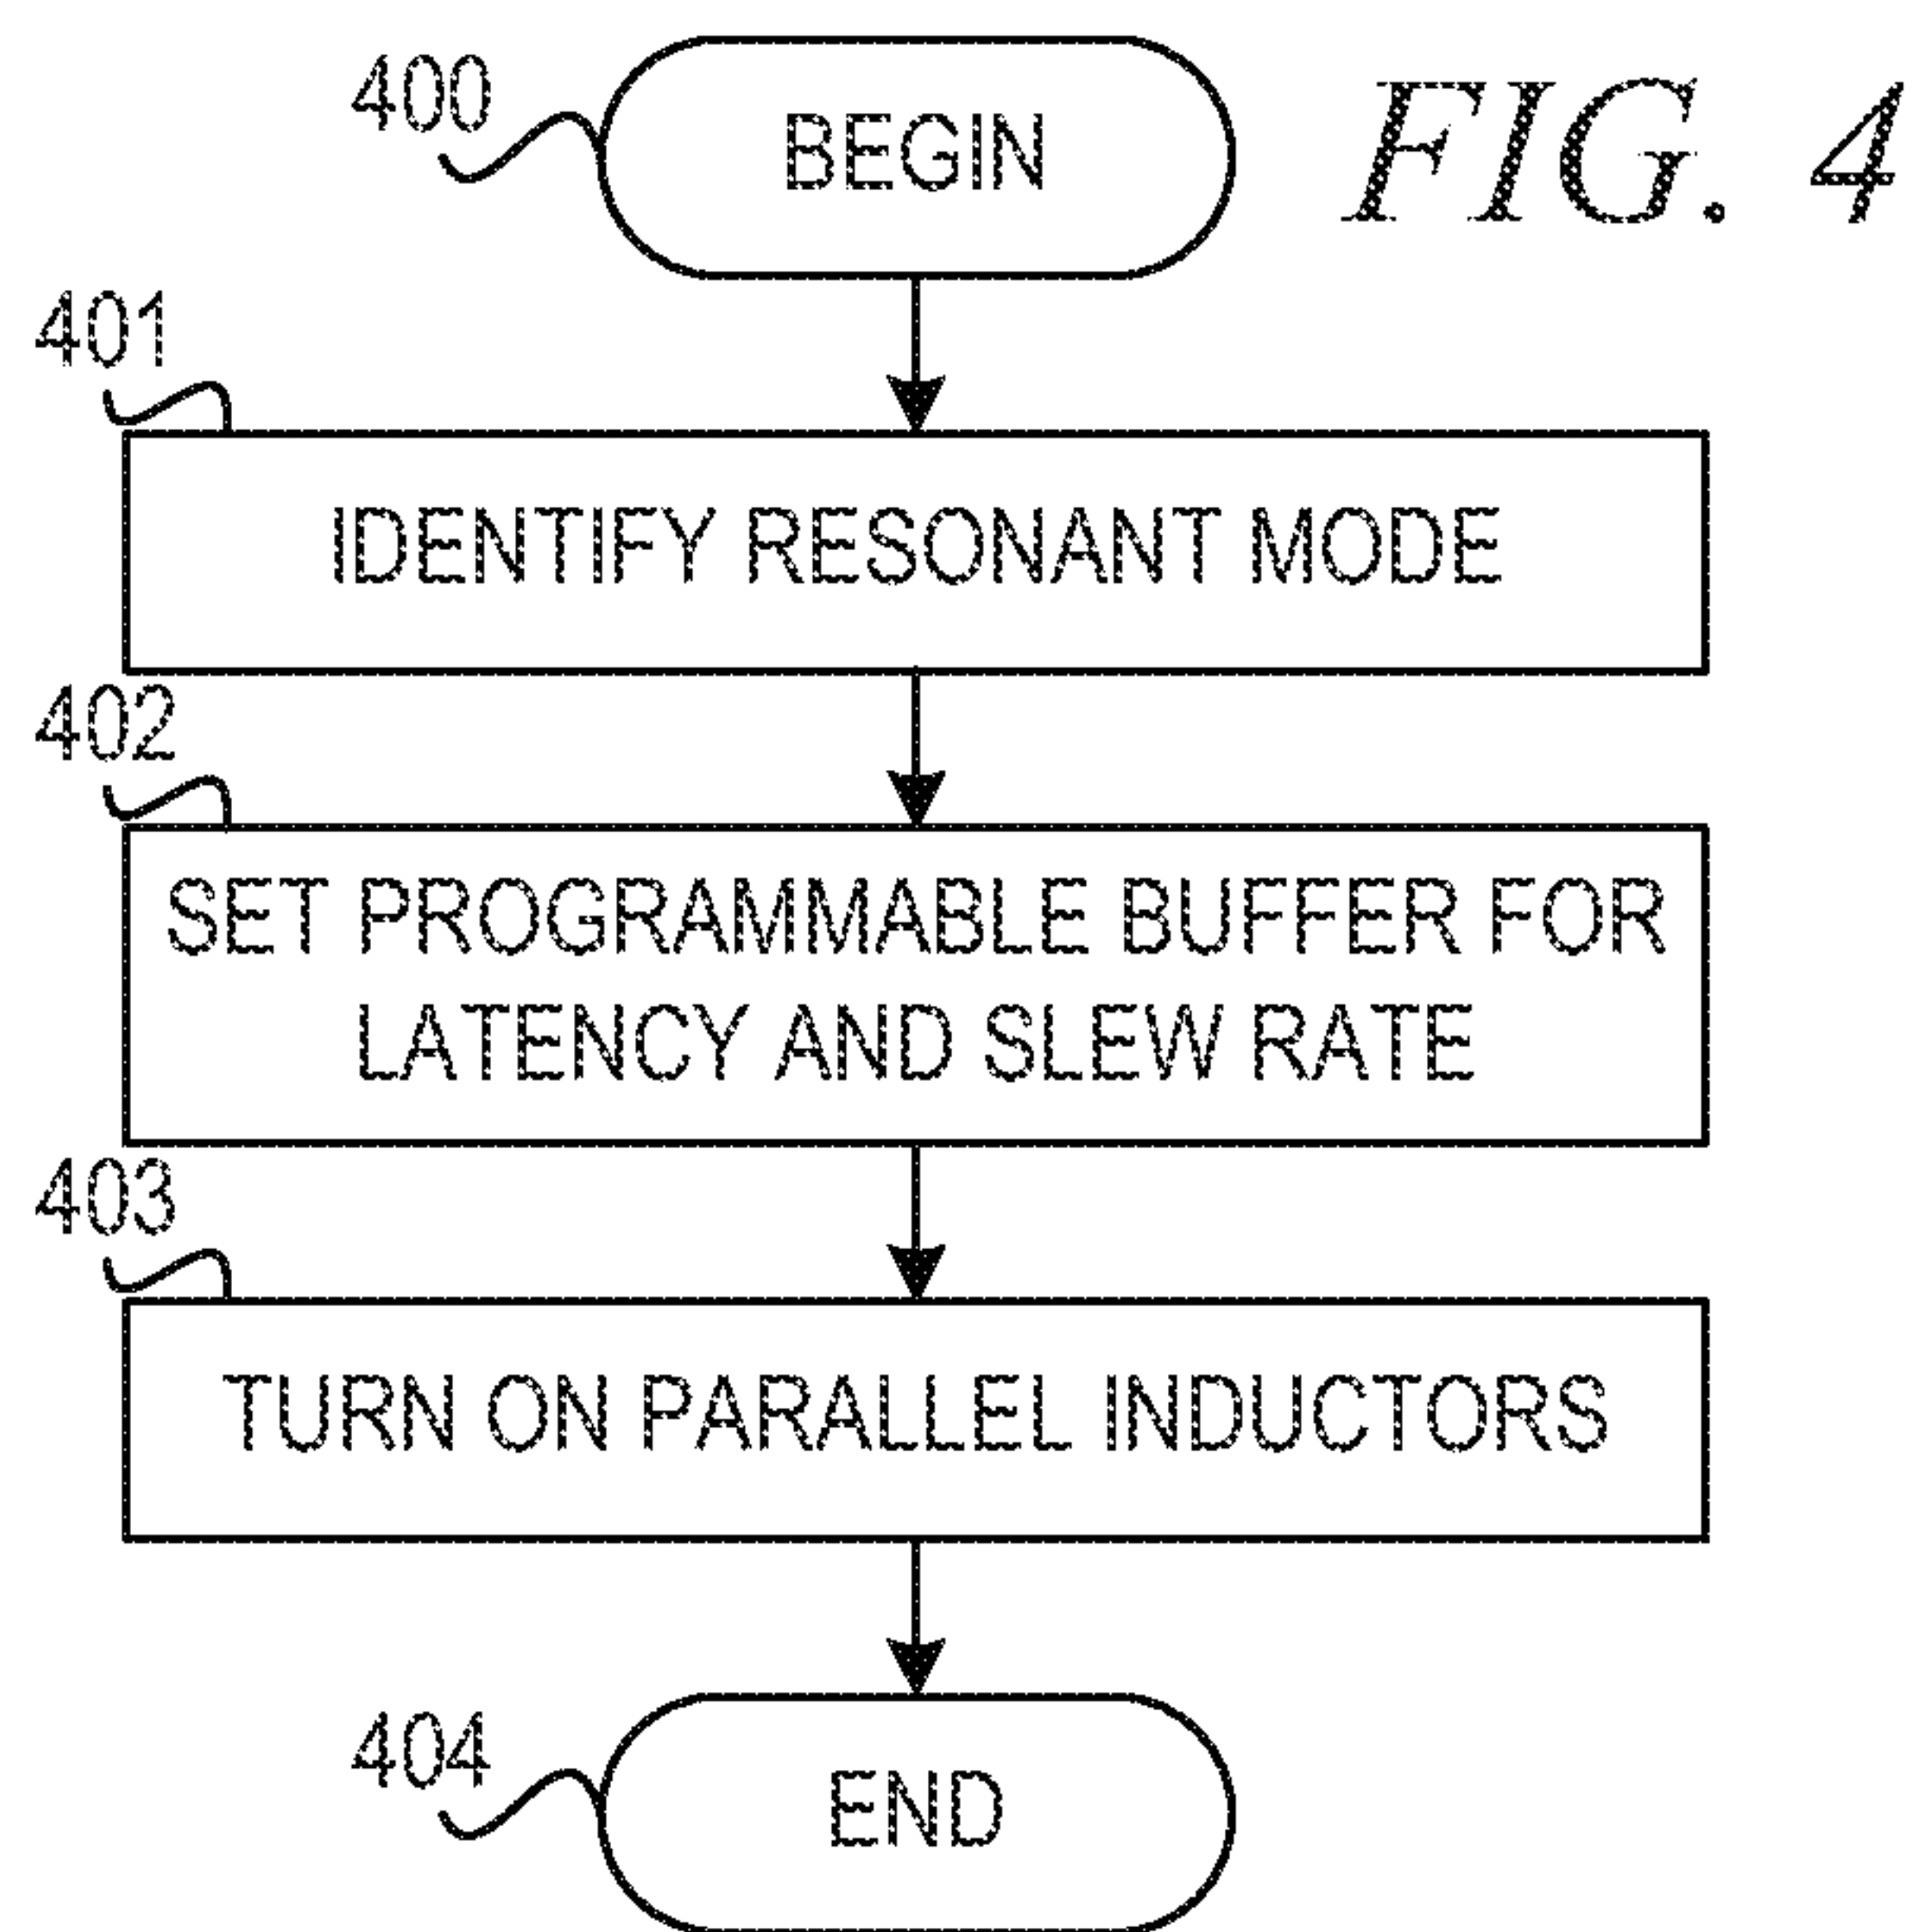 400
BEGIN
FIG. 4
401
IDENTIFY RESONANT MODE
402
SET PROGRAMMABLE BUFFER FOR
LATENCY AND SLEW RATE
403
TURN ON PARALLEL INDUCTORS
404
END